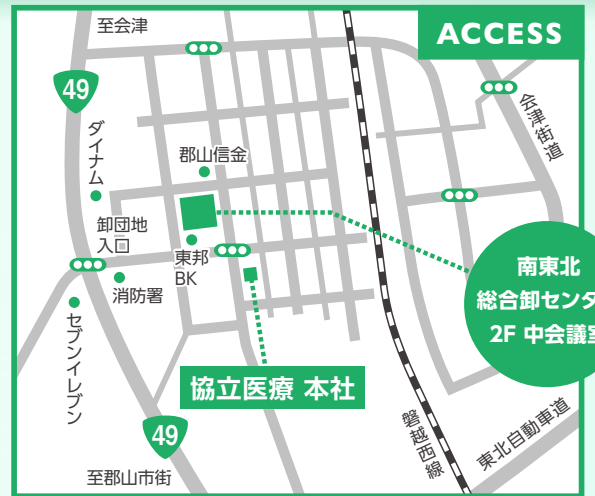 至会津
ACCESS
49
ダイナム
会津街道
郡山信金
卸団地
入口
東邦
BK
消防署
セブンイレブン
南東北
総合卸センター
2F 中会議室
協立医療 本社
49
磐越西線
東北自動車道
至郡山市街